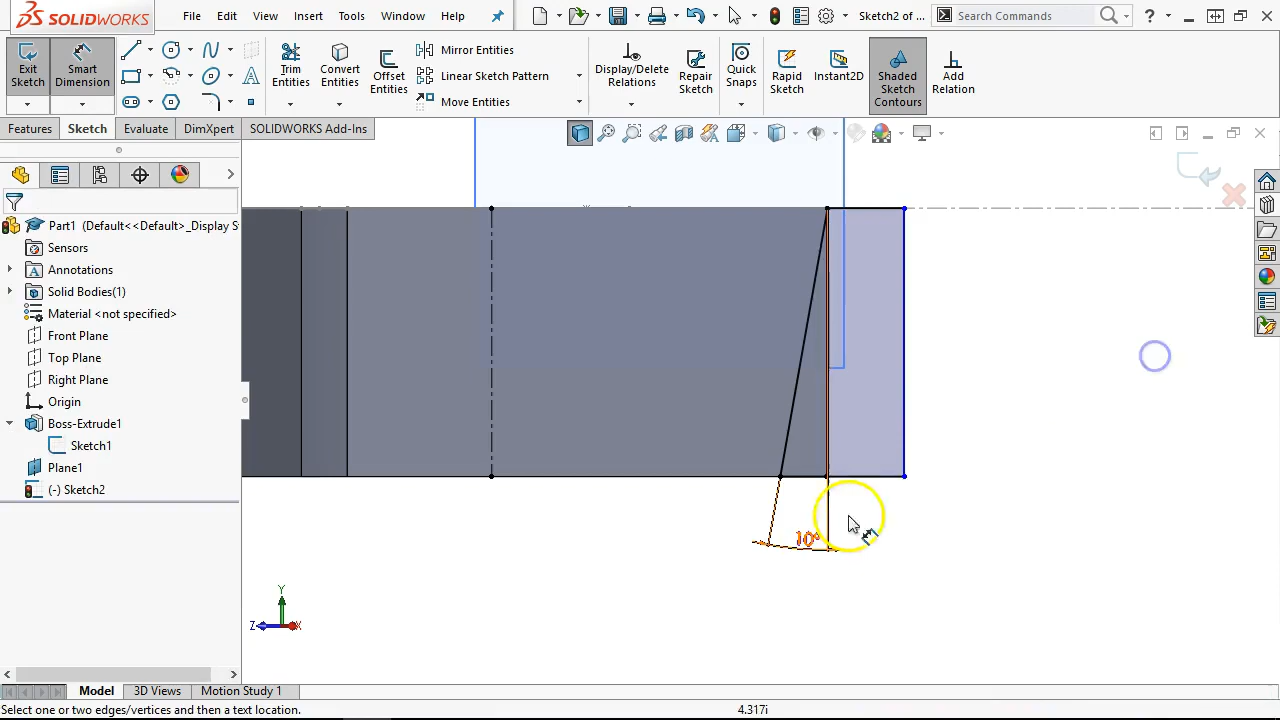 SOLIDWORKS File Edit View Insert Tools Window Help Sketch2 of ... Search Commands
Exit Sketch Smart Dimension Trim Entities Convert Entities Offset Entities Mirror Entities Linear Sketch Pattern Move Entities Display/Delete Relations Repair Sketch Quick Snaps Rapid Sketch Instant2D Shaded Sketch Contours Add Relation
Features Sketch Evaluate DimXpert SOLIDWORKS Add-Ins
Part1 (Default<<Default>_Display S
Sensors
Annotations
Solid Bodies(1)
Material <not specified>
Front Plane
Top Plane
Right Plane
Origin
Boss-Extrude1
Sketch1
Plane1
(-) Sketch2
10°
Y
Z X
Model 3D Views Motion Study 1
Select one or two edges/vertices and then a text location. 4.317i